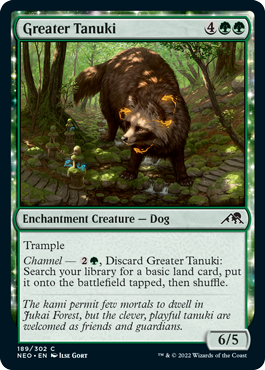 Greater Tanuki 4
Enchantment Creature — Dog
Trample
Channel — 2, Discard Greater Tanuki:
Search your library for a basic land card, put
it onto the battlefield tapped, then shuffle.
The kami permit few mortals to dwell in
Jukai Forest, but the clever, playful tanuki are
welcomed as friends and guardians.
6/5
189/302 C
NEO • EN Ilse Gort
™ & © 2022 Wizards of the Coast